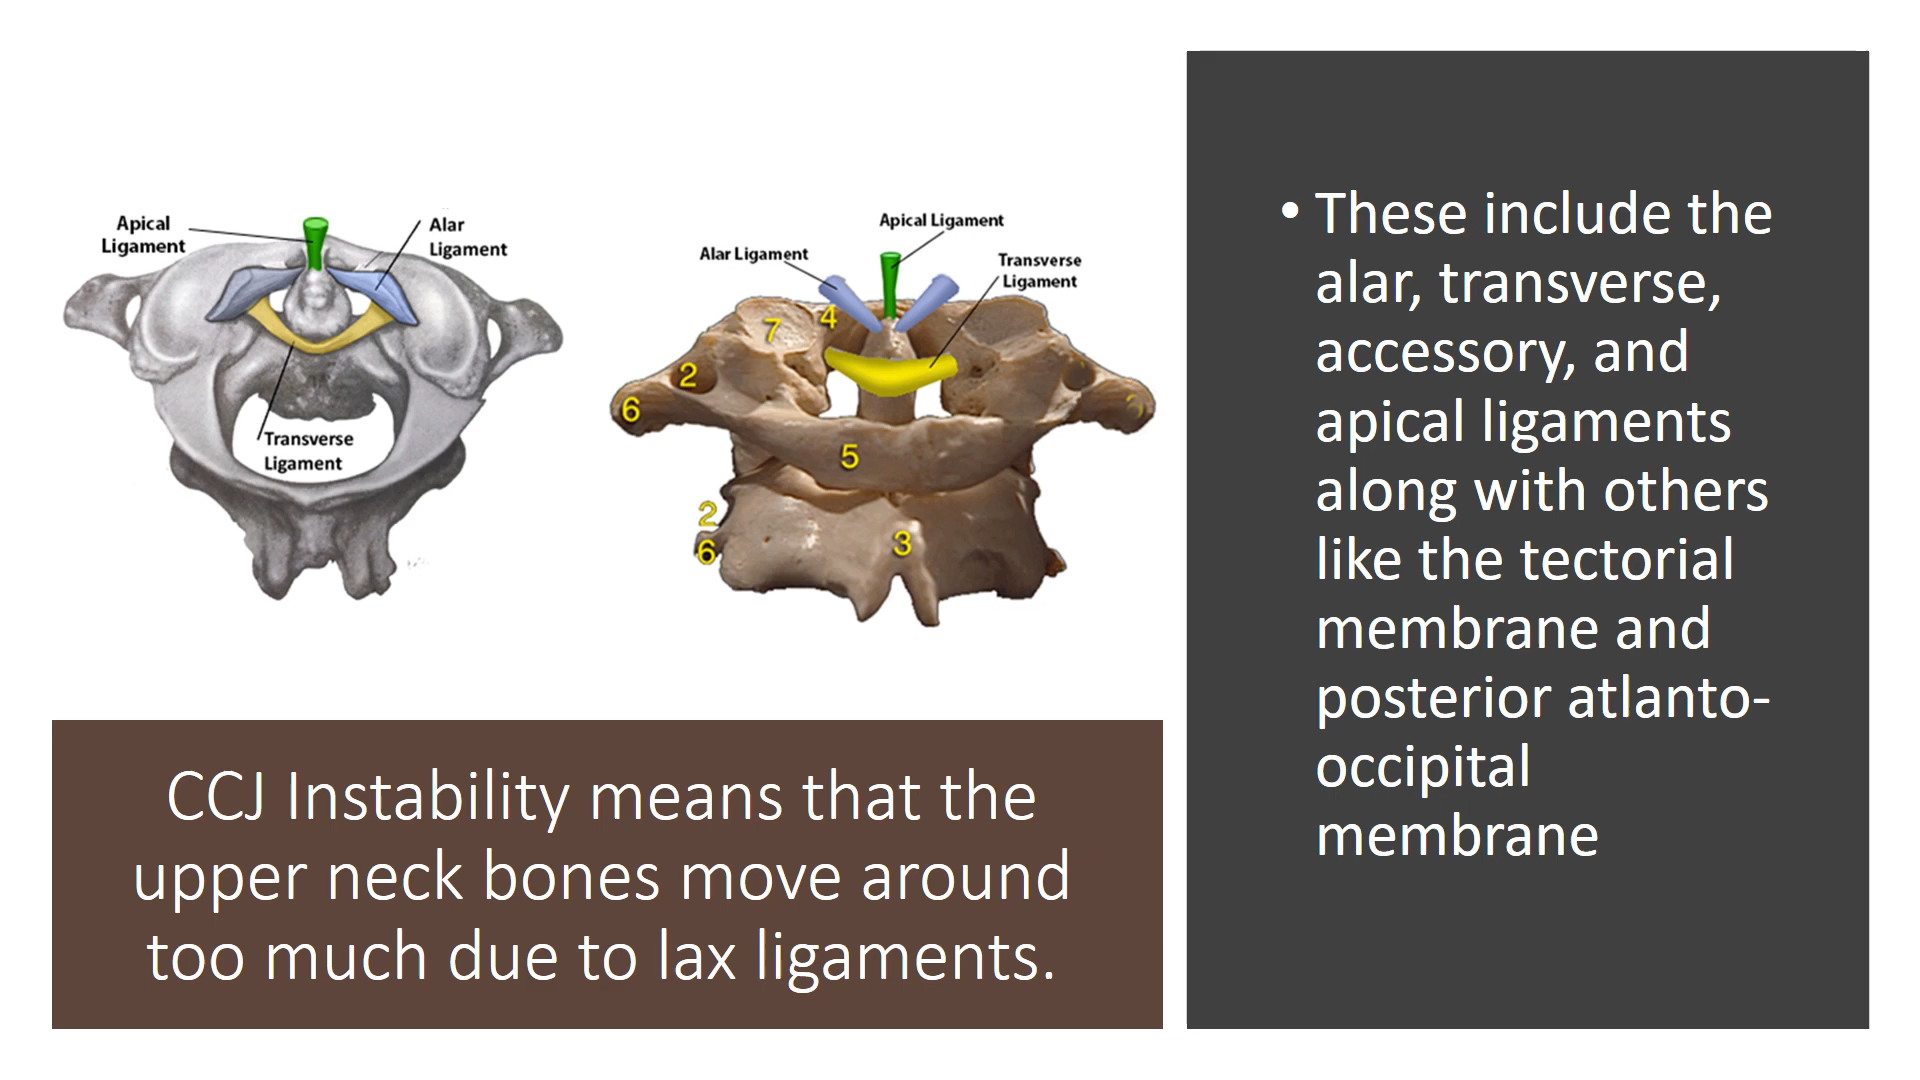 Apical
Ligament
Alar
Ligament
Transverse
Ligament
Apical Ligament
Alar Ligament
Transverse
Ligament
7
4
2
6
5
2
6
3
CCJ Instability means that the
upper neck bones move around
too much due to lax ligaments.
• These include the
alar, transverse,
accessory, and
apical ligaments
along with others
like the tectorial
membrane and
posterior atlanto-
occipital
membrane